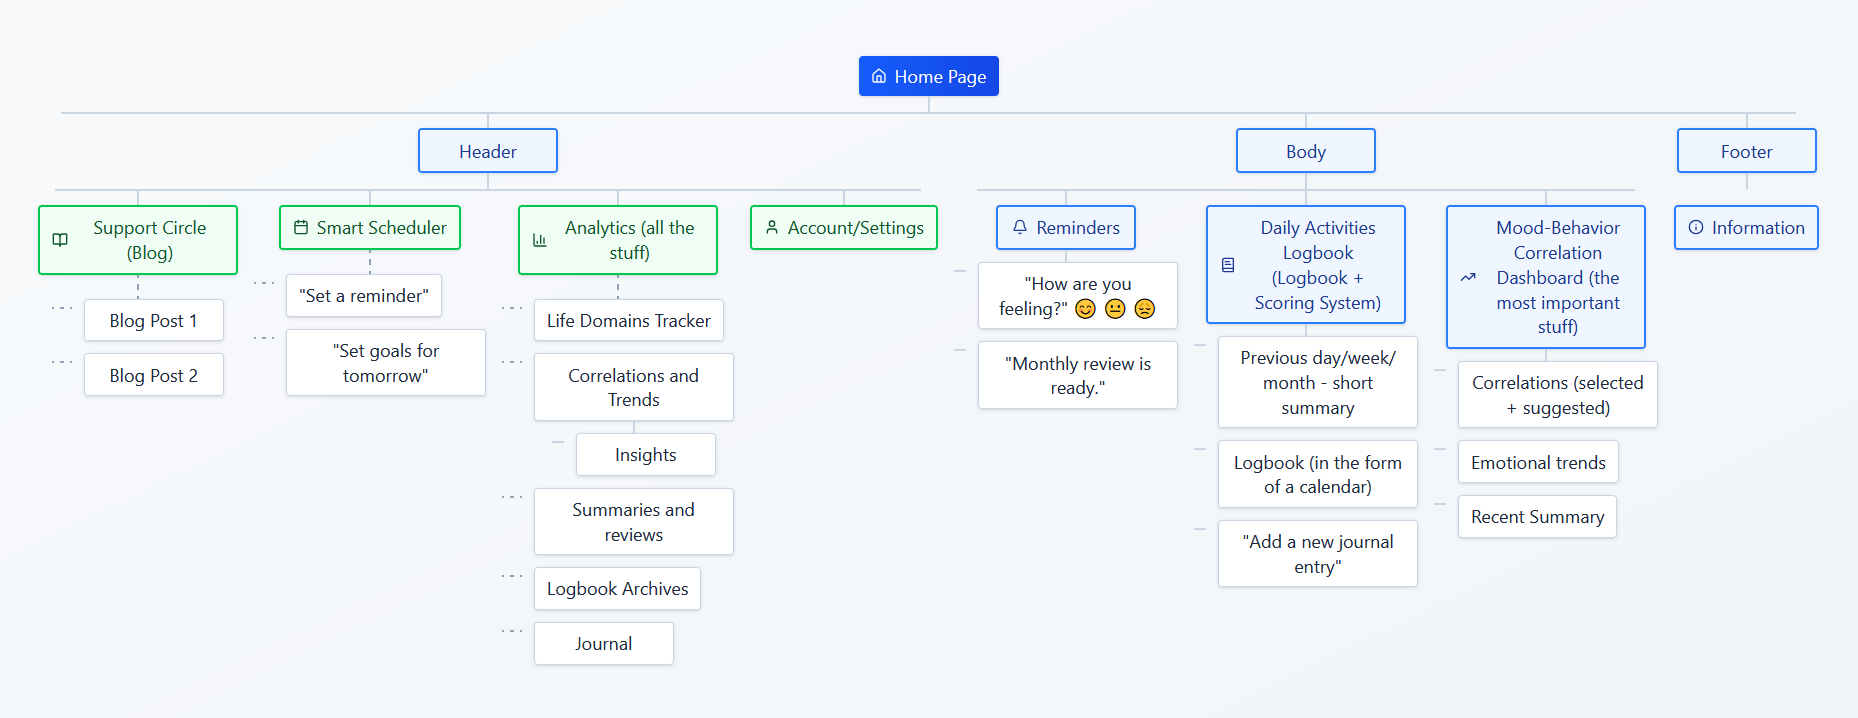 Home Page
Header
Body
Footer
Support Circle
(Blog)
Smart Scheduler
Analytics (all the
stuff)
Account/Settings
Reminders
Daily Activities
Logbook
(Logbook +
Scoring System)
Mood-Behavior
Correlation
Dashboard (the
most important
stuff)
Information
Blog Post 1
Blog Post 2
"Set a reminder"
"Set goals for
tomorrow"
Life Domains Tracker
Correlations and
Trends
Insights
Summaries and
reviews
Logbook Archives
Journal
"How are you
feeling?" 😊 😐 😔
"Monthly review is
ready."
Previous day/week/
month - short
summary
Logbook (in the form
of a calendar)
"Add a new journal
entry"
Correlations (selected
+ suggested)
Emotional trends
Recent Summary